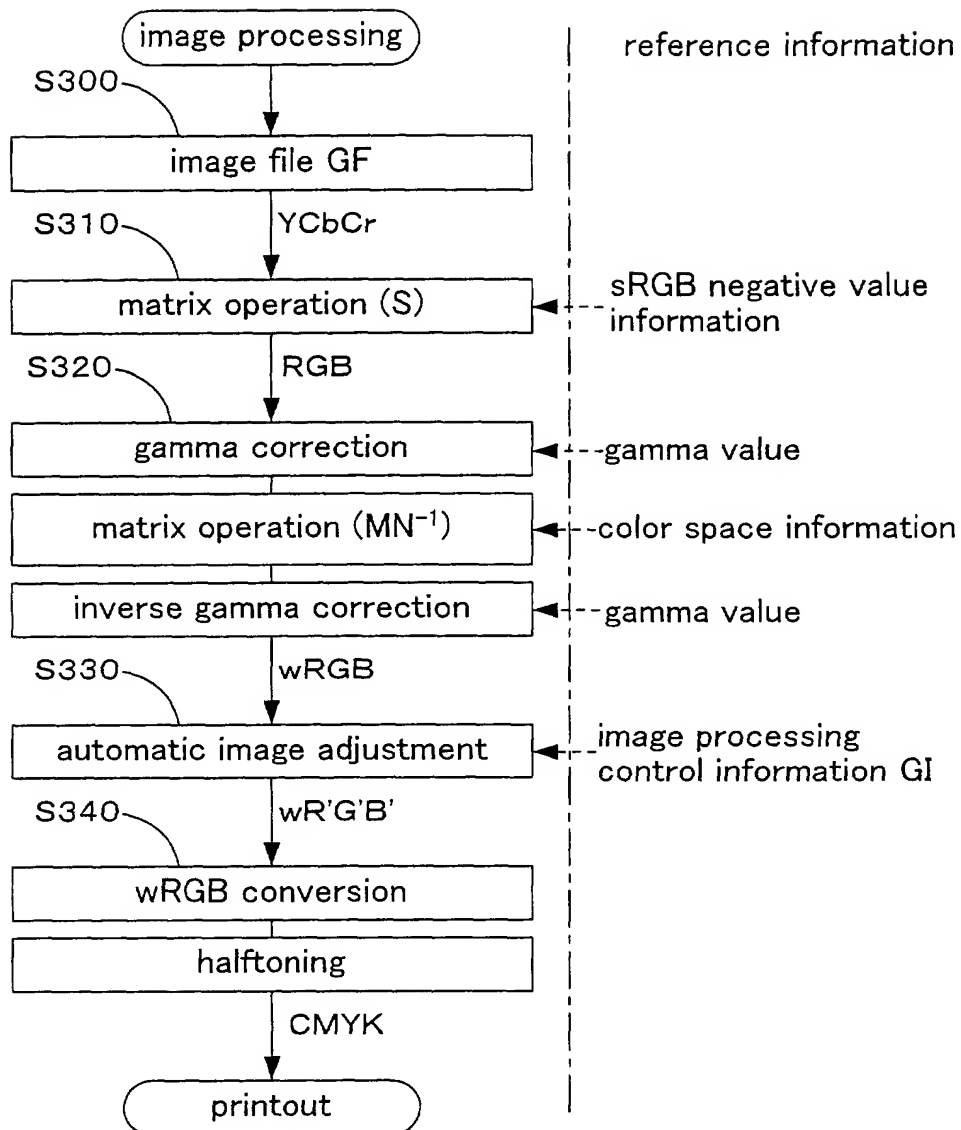 image processing
reference information
S300
image file GF
S310
YCbCr
matrix operation (S)
sRGB negative value
information
S320
RGB
gamma correction
gamma value
matrix operation (MN⁻¹)
color space information
inverse gamma correction
gamma value
S330
wRGB
automatic image adjustment
image processing
control information GI
S340
wR'G'B'
wRGB conversion
halftoning
CMYK
printout